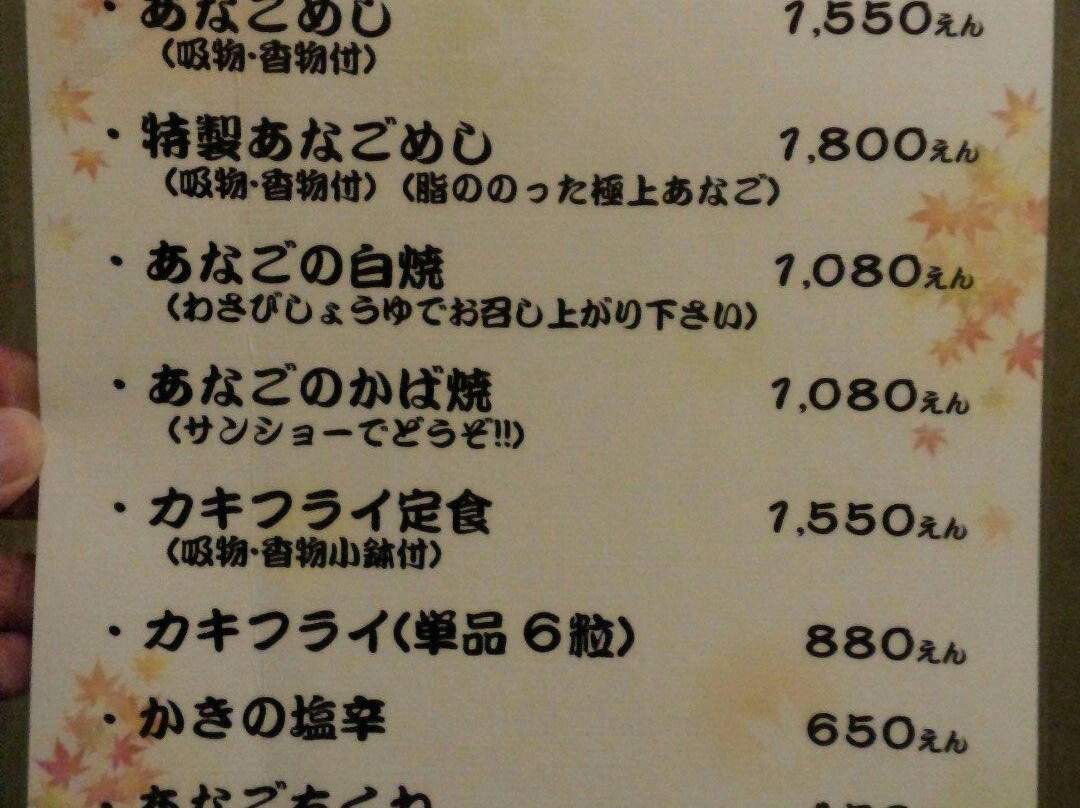 ・あなごめし 1,550えん
（吸物・香物付）
・特製あなごめし 1,800えん
（吸物・香物付）（脂ののった極上あなご）
・あなごの白焼 1,080えん
（わさびしょうゆでお召し上がり下さい）
・あなごのかば焼 1,080えん
（サンショーでどうぞ!!）
・カキフライ定食 1,550えん
（吸物・香物小鉢付）
・カキフライ（単品６粒） 880えん
・かきの塩辛 650えん
・あなごちくわ